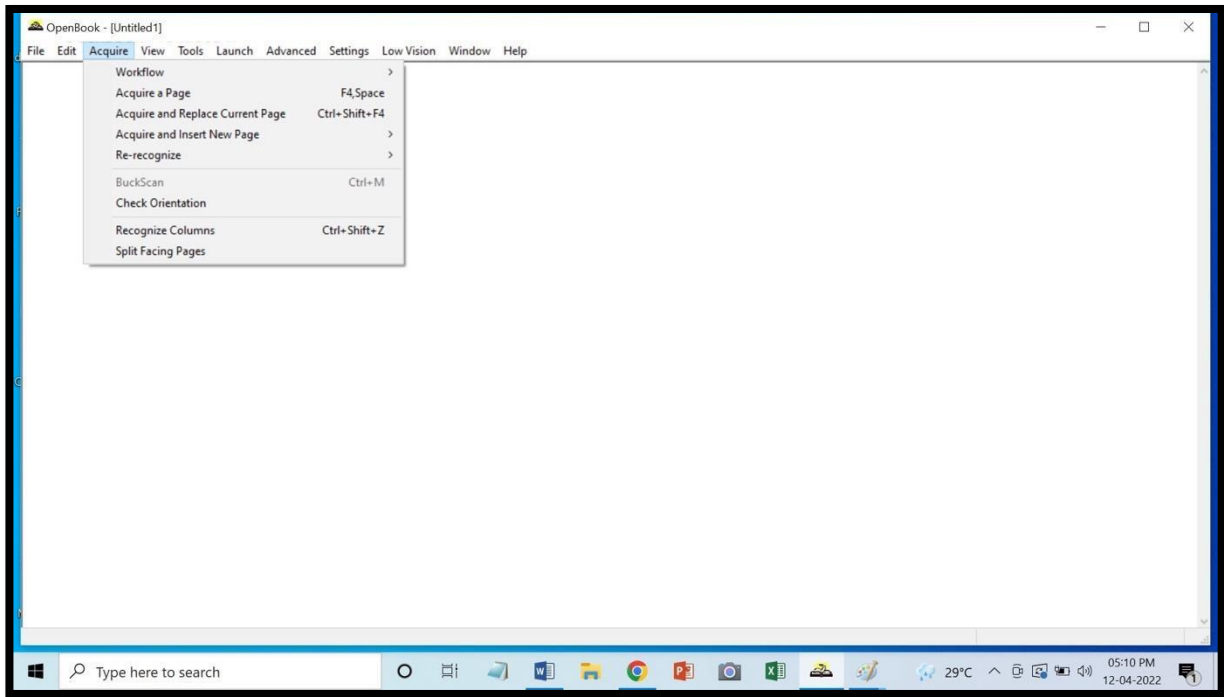 OpenBook - [Untitled1]
File Edit Acquire View Tools Launch Advanced Settings Low Vision Window Help
Workflow >
Acquire a Page F4,Space
Acquire and Replace Current Page Ctrl+Shift+F4
Acquire and Insert New Page >
Re-recognize >
BuckScan Ctrl+M
Check Orientation
Recognize Columns Ctrl+Shift+Z
Split Facing Pages
Type here to search 29°C 05:10 PM
12-04-2022